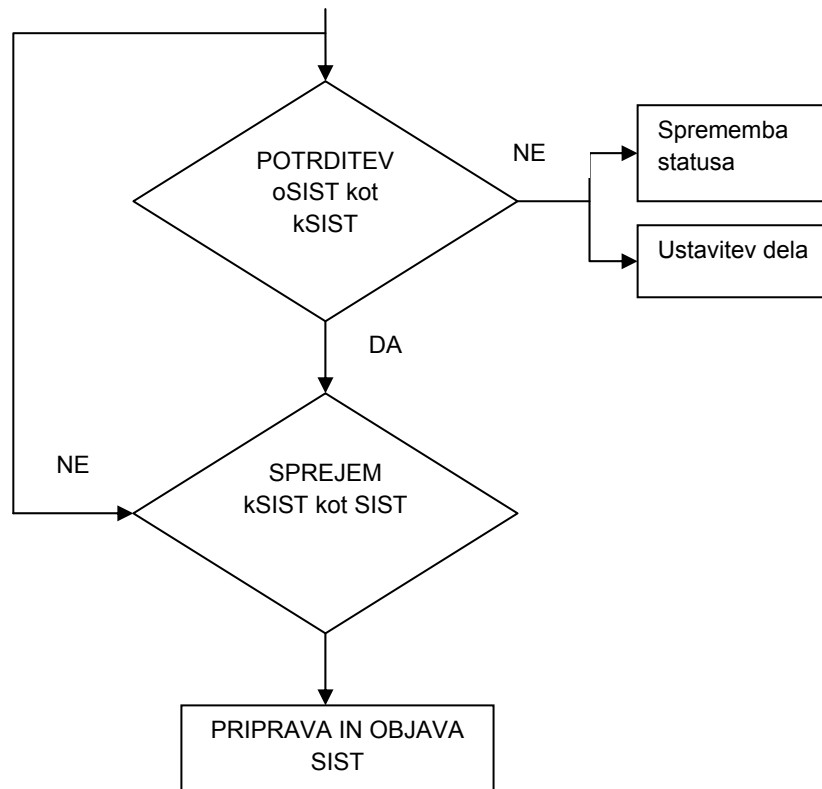 POTRDITEV
oSIST kot
kSIST
NE
Sprememba
statusa
Ustavitev dela
DA
NE
SPREJEM
kSIST kot SIST
PRIPRAVA IN OBJAVA
SIST